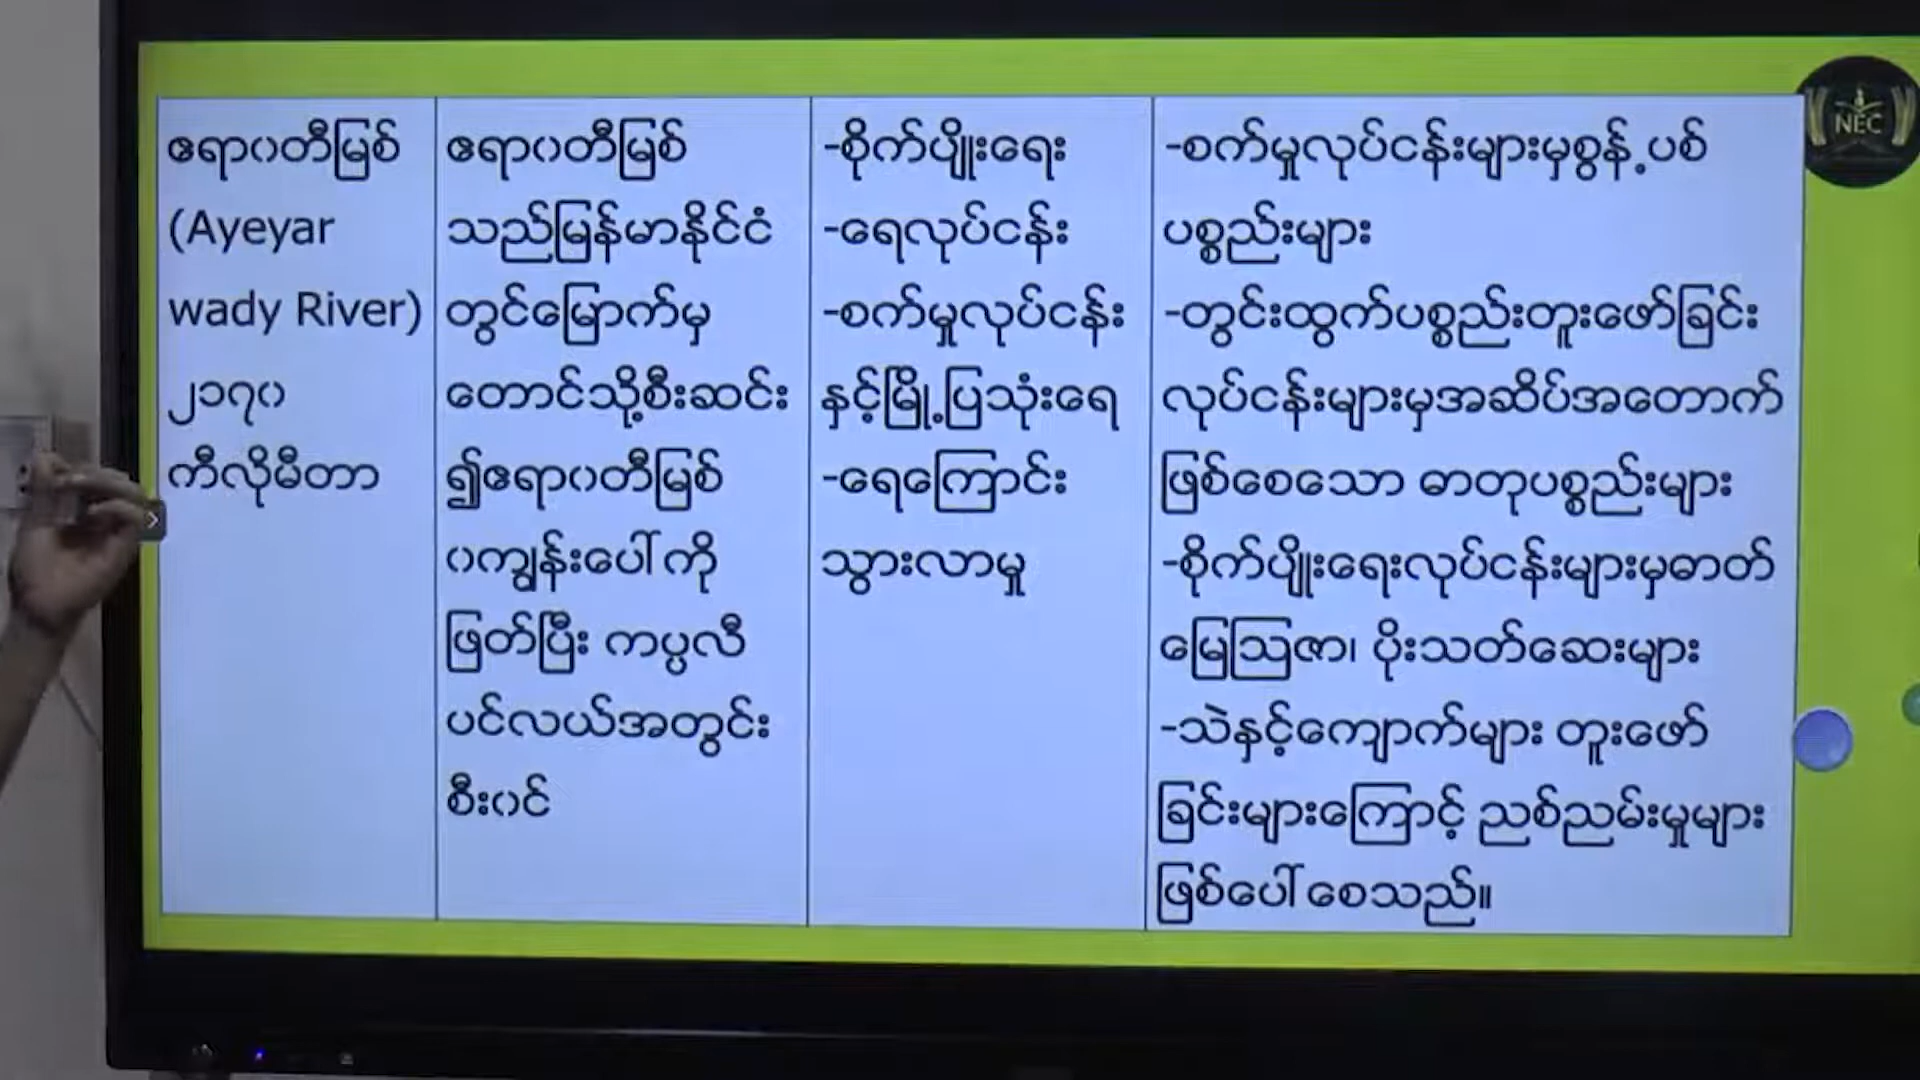 ဧရာဝတီမြစ်
(Ayeyar
wady River)
၂၁၇၀
ကီလိုမီတာ
ဧရာဝတီမြစ်
သည်မြန်မာနိုင်ငံ
တွင်မြောက်မှ
တောင်သို့စီးဆင်း
၍ဧရာဝတီမြစ်
ဝကျွန်းပေါ်ကို
ဖြတ်ပြီး ကပ္ပလီ
ပင်လယ်အတွင်း
စီးဝင်
-စိုက်ပျိုးရေး
-ရေလုပ်ငန်း
-စက်မှုလုပ်ငန်း
နှင့်မြို့ပြသုံးရေ
-ရေကြောင်း
သွားလာမှု
-စက်မှုလုပ်ငန်းများမှစွန့်ပစ်
ပစ္စည်းများ
-တွင်းထွက်ပစ္စည်းတူးဖော်ခြင်း
လုပ်ငန်းများမှအဆိပ်အတောက်
ဖြစ်စေသော ဓာတုပစ္စည်းများ
-စိုက်ပျိုးရေးလုပ်ငန်းများမှဓာတ်
မြေဩဇာ၊ ပိုးသတ်ဆေးများ
-သဲနှင့်ကျောက်များ တူးဖော်
ခြင်းများကြောင့် ညစ်ညမ်းမှုများ
ဖြစ်ပေါ်စေသည်။
NEC